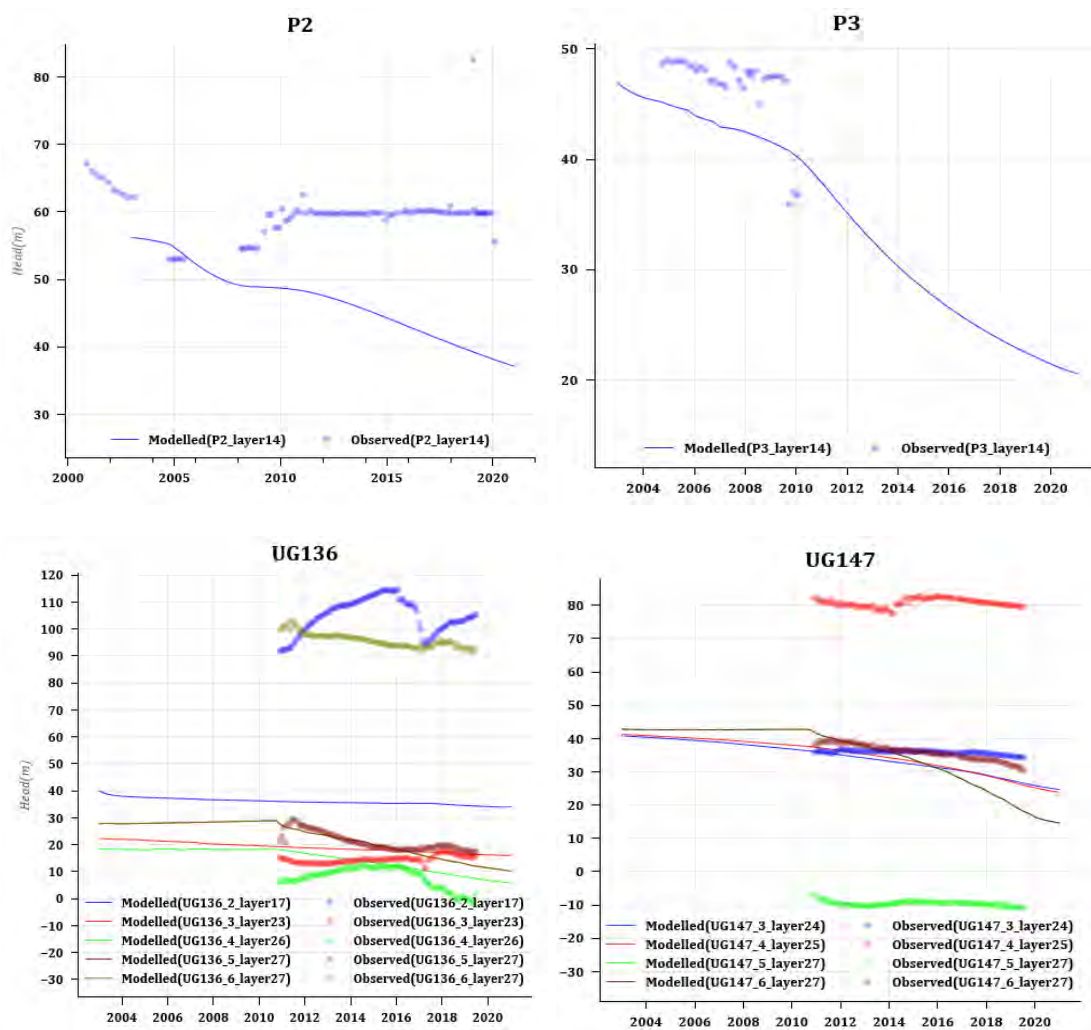 P2
80
70
60
50
40
30
Head(m)
Modelled(P2_layer14) Observed(P2_layer14)
2000 2005 2010 2015 2020
P3
50
40
30
20
Modelled(P3_layer14) Observed(P3_layer14)
2004 2006 2008 2010 2012 2014 2016 2018 2020
UG136
120
110
100
90
80
70
60
50
40
30
20
10
0
−10
−20
−30
Head(m)
Modelled(UG136_2_layer17) Observed(UG136_2_layer17)
Modelled(UG136_3_layer23) Observed(UG136_3_layer23)
Modelled(UG136_4_layer26) Observed(UG136_4_layer26)
Modelled(UG136_5_layer27) Observed(UG136_5_layer27)
Modelled(UG136_6_layer27) Observed(UG136_6_layer27)
2004 2006 2008 2010 2012 2014 2016 2018 2020
UG147
80
70
60
50
40
30
20
10
0
−10
−20
−30
Modelled(UG147_3_layer24) Observed(UG147_3_layer24)
Modelled(UG147_4_layer25) Observed(UG147_4_layer25)
Modelled(UG147_5_layer27) Observed(UG147_5_layer27)
Modelled(UG147_6_layer27) Observed(UG147_6_layer27)
2004 2006 2008 2010 2012 2014 2016 2018 2020